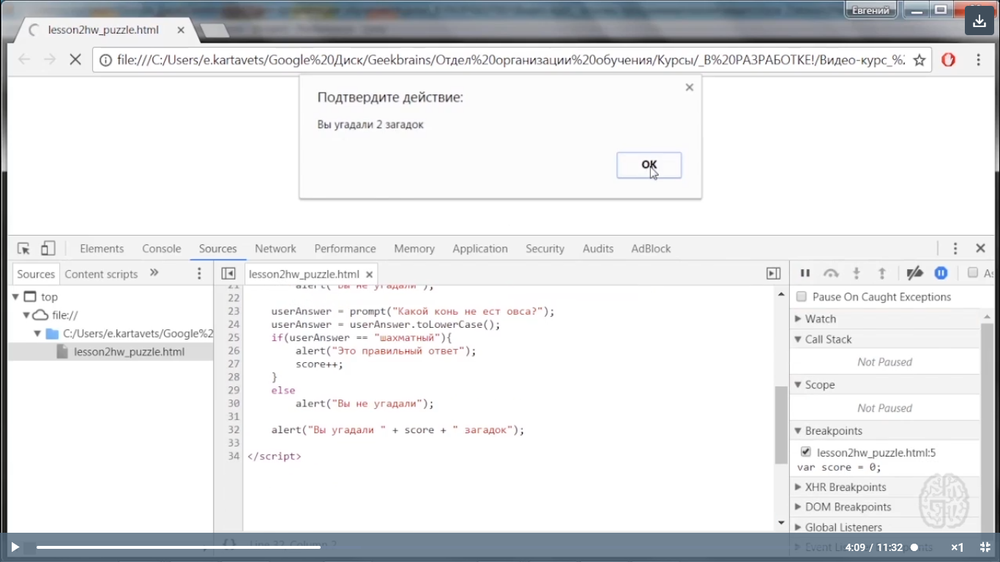 Евгений
lesson2hw_puzzle.html
file:///C:/Users/e.kartavets/Google%20Диск/Geekbrains/Отдел%20организации%20обучения/Курсы/_В%20РАЗРАБОТКЕ!/Видео-курс_%2
Подтвердите действие:
Вы угадали 2 загадок
ОК
Elements Console Sources Network Performance Memory Application Security Audits AdBlock
Sources Content scripts »
lesson2hw_puzzle.html
As
top
file://
C:/Users/e.kartavets/Google%2
lesson2hw_puzzle.html
21 alert("Вы не угадали");
22
23 userAnswer = prompt("Какой конь не ест овса?");
24 userAnswer = userAnswer.toLowerCase();
25 if(userAnswer == "шахматный"){
26 alert("Это правильный ответ");
27 score++;
28 }
29 else
30 alert("Вы не угадали");
31
32 alert("Вы угадали " + score + " загадок");
33
34 </script>
Pause On Caught Exceptions
Watch
Call Stack
Not Paused
Scope
Not Paused
Breakpoints
lesson2hw_puzzle.html:5
var score = 0;
XHR Breakpoints
DOM Breakpoints
Global Listeners
{} Line 32, Column 2
4:09 / 11:32 ×1